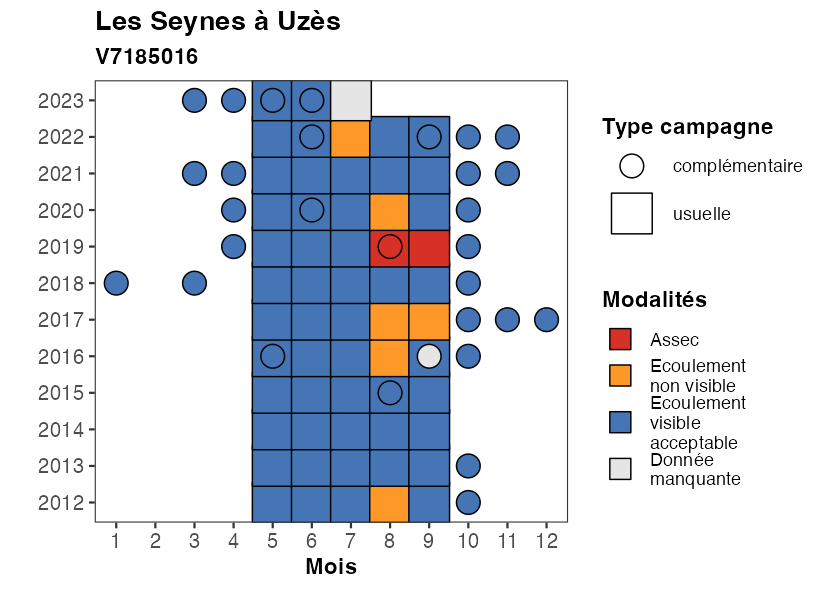 Les Seynes à Uzès
V7185016
2023
2022
2021
2020
2019
2018
2017
2016
2015
2014
2013
2012
1 2 3 4 5 6 7 8 9 10 11 12
Mois
Type campagne
complémentaire
usuelle
Modalités
Assec
Ecoulement
non visible
Ecoulement
visible
acceptable
Donnée
manquante